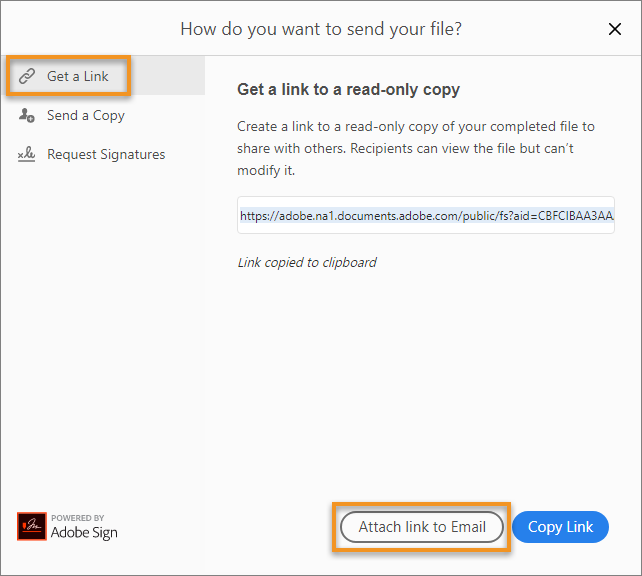 How do you want to send your file?
Get a Link
Send a Copy
Request Signatures
Get a link to a read-only copy
Create a link to a read-only copy of your completed file to
share with others. Recipients can view the file but can't
modify it.
https://adobe.na1.documents.adobe.com/public/fs?aid=CBFCIBAA3AA
Link copied to clipboard
POWERED BY
Adobe Sign
Attach link to Email
Copy Link